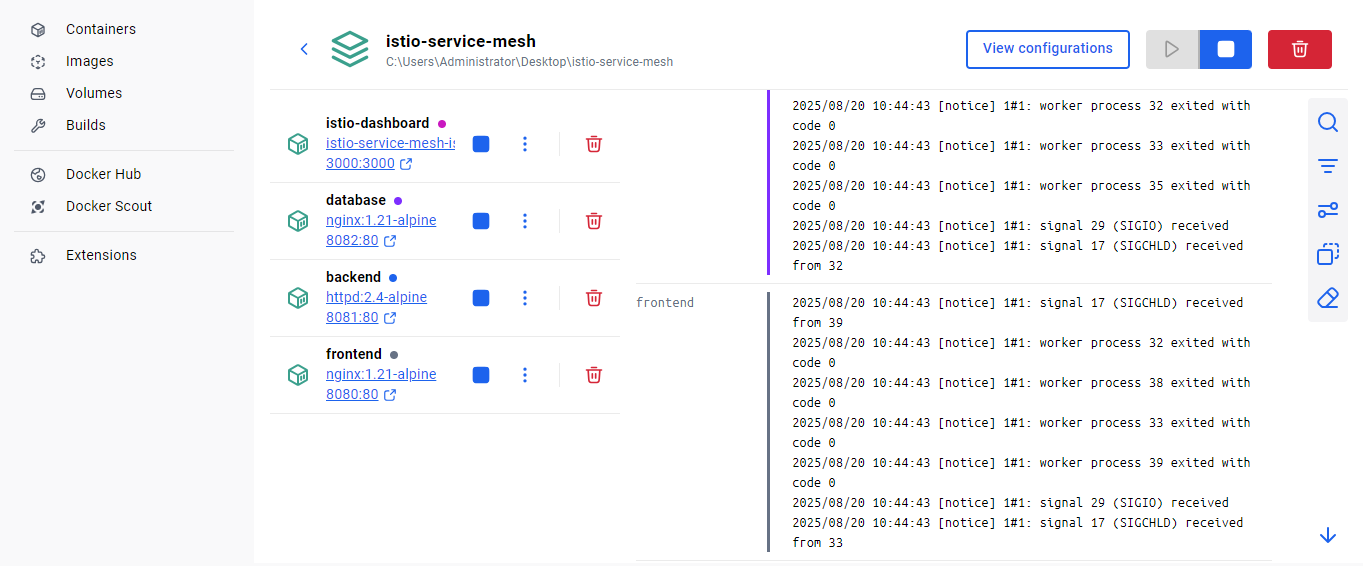 Containers
Images
Volumes
Builds
Docker Hub
Docker Scout
Extensions
istio-service-mesh
C:\Users\Administrator\Desktop\istio-service-mesh
View configurations
istio-dashboard
istio-service-mesh-is
3000:3000
database
nginx:1.21-alpine
8082:80
backend
httpd:2.4-alpine
8081:80
frontend
nginx:1.21-alpine
8080:80
2025/08/20 10:44:43 [notice] 1#1: worker process 32 exited with
code 0
2025/08/20 10:44:43 [notice] 1#1: worker process 33 exited with
code 0
2025/08/20 10:44:43 [notice] 1#1: worker process 35 exited with
code 0
2025/08/20 10:44:43 [notice] 1#1: signal 29 (SIGIO) received
2025/08/20 10:44:43 [notice] 1#1: signal 17 (SIGCHLD) received
from 32
frontend
2025/08/20 10:44:43 [notice] 1#1: signal 17 (SIGCHLD) received
from 39
2025/08/20 10:44:43 [notice] 1#1: worker process 32 exited with
code 0
2025/08/20 10:44:43 [notice] 1#1: worker process 38 exited with
code 0
2025/08/20 10:44:43 [notice] 1#1: worker process 33 exited with
code 0
2025/08/20 10:44:43 [notice] 1#1: worker process 39 exited with
code 0
2025/08/20 10:44:43 [notice] 1#1: signal 29 (SIGIO) received
2025/08/20 10:44:43 [notice] 1#1: signal 17 (SIGCHLD) received
from 33